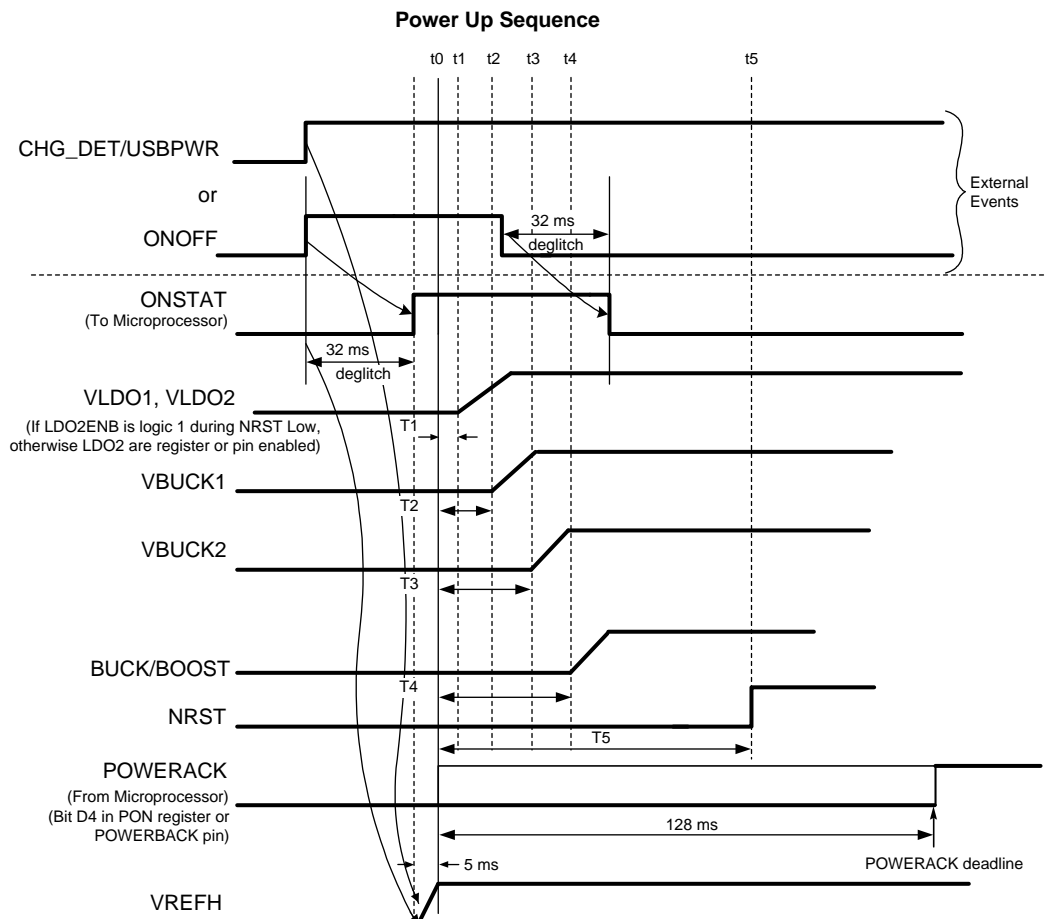 Power Up Sequence
t0 t1 t2 t3 t4 t5
CHG_DET/USBPWR
or
ONOFF
32 ms
deglitch
External
Events
ONSTAT
(To Microprocessor)
32 ms
deglitch
VLDO1, VLDO2
(If LDO2ENB is logic 1 during NRST Low,
otherwise LDO2 are register or pin enabled)
T1
VBUCK1
T2
VBUCK2
T3
BUCK/BOOST
T4
NRST
T5
POWERACK
(From Microprocessor)
(Bit D4 in PON register or
POWERBACK pin)
128 ms
POWERACK deadline
5 ms
VREFH